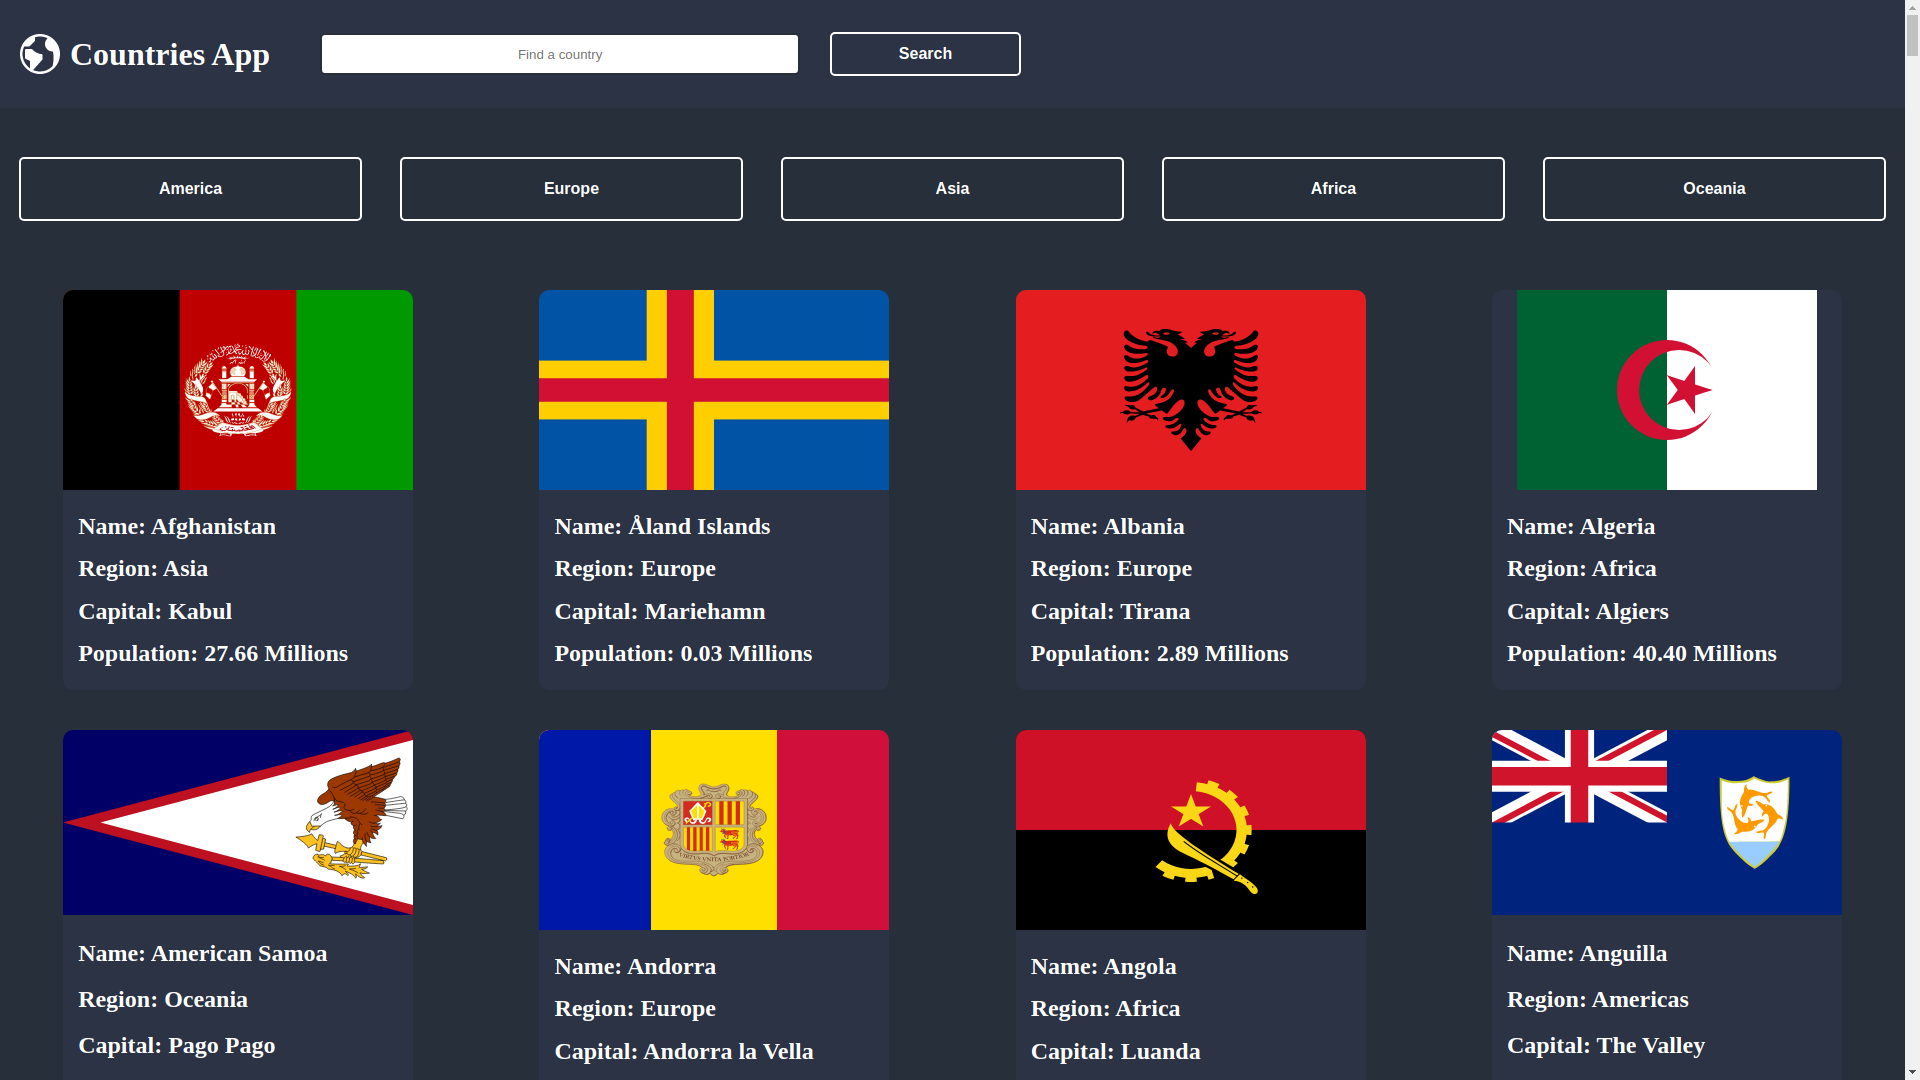 Countries App
Find a country
Search
America
Europe
Asia
Africa
Oceania
Name: Afghanistan
Region: Asia
Capital: Kabul
Population: 27.66 Millions
Name: Åland Islands
Region: Europe
Capital: Mariehamn
Population: 0.03 Millions
Name: Albania
Region: Europe
Capital: Tirana
Population: 2.89 Millions
Name: Algeria
Region: Africa
Capital: Algiers
Population: 40.40 Millions
Name: American Samoa
Region: Oceania
Capital: Pago Pago
VIRTUS VNITA FORTIOR
Name: Andorra
Region: Europe
Capital: Andorra la Vella
Name: Angola
Region: Africa
Capital: Luanda
Name: Anguilla
Region: Americas
Capital: The Valley